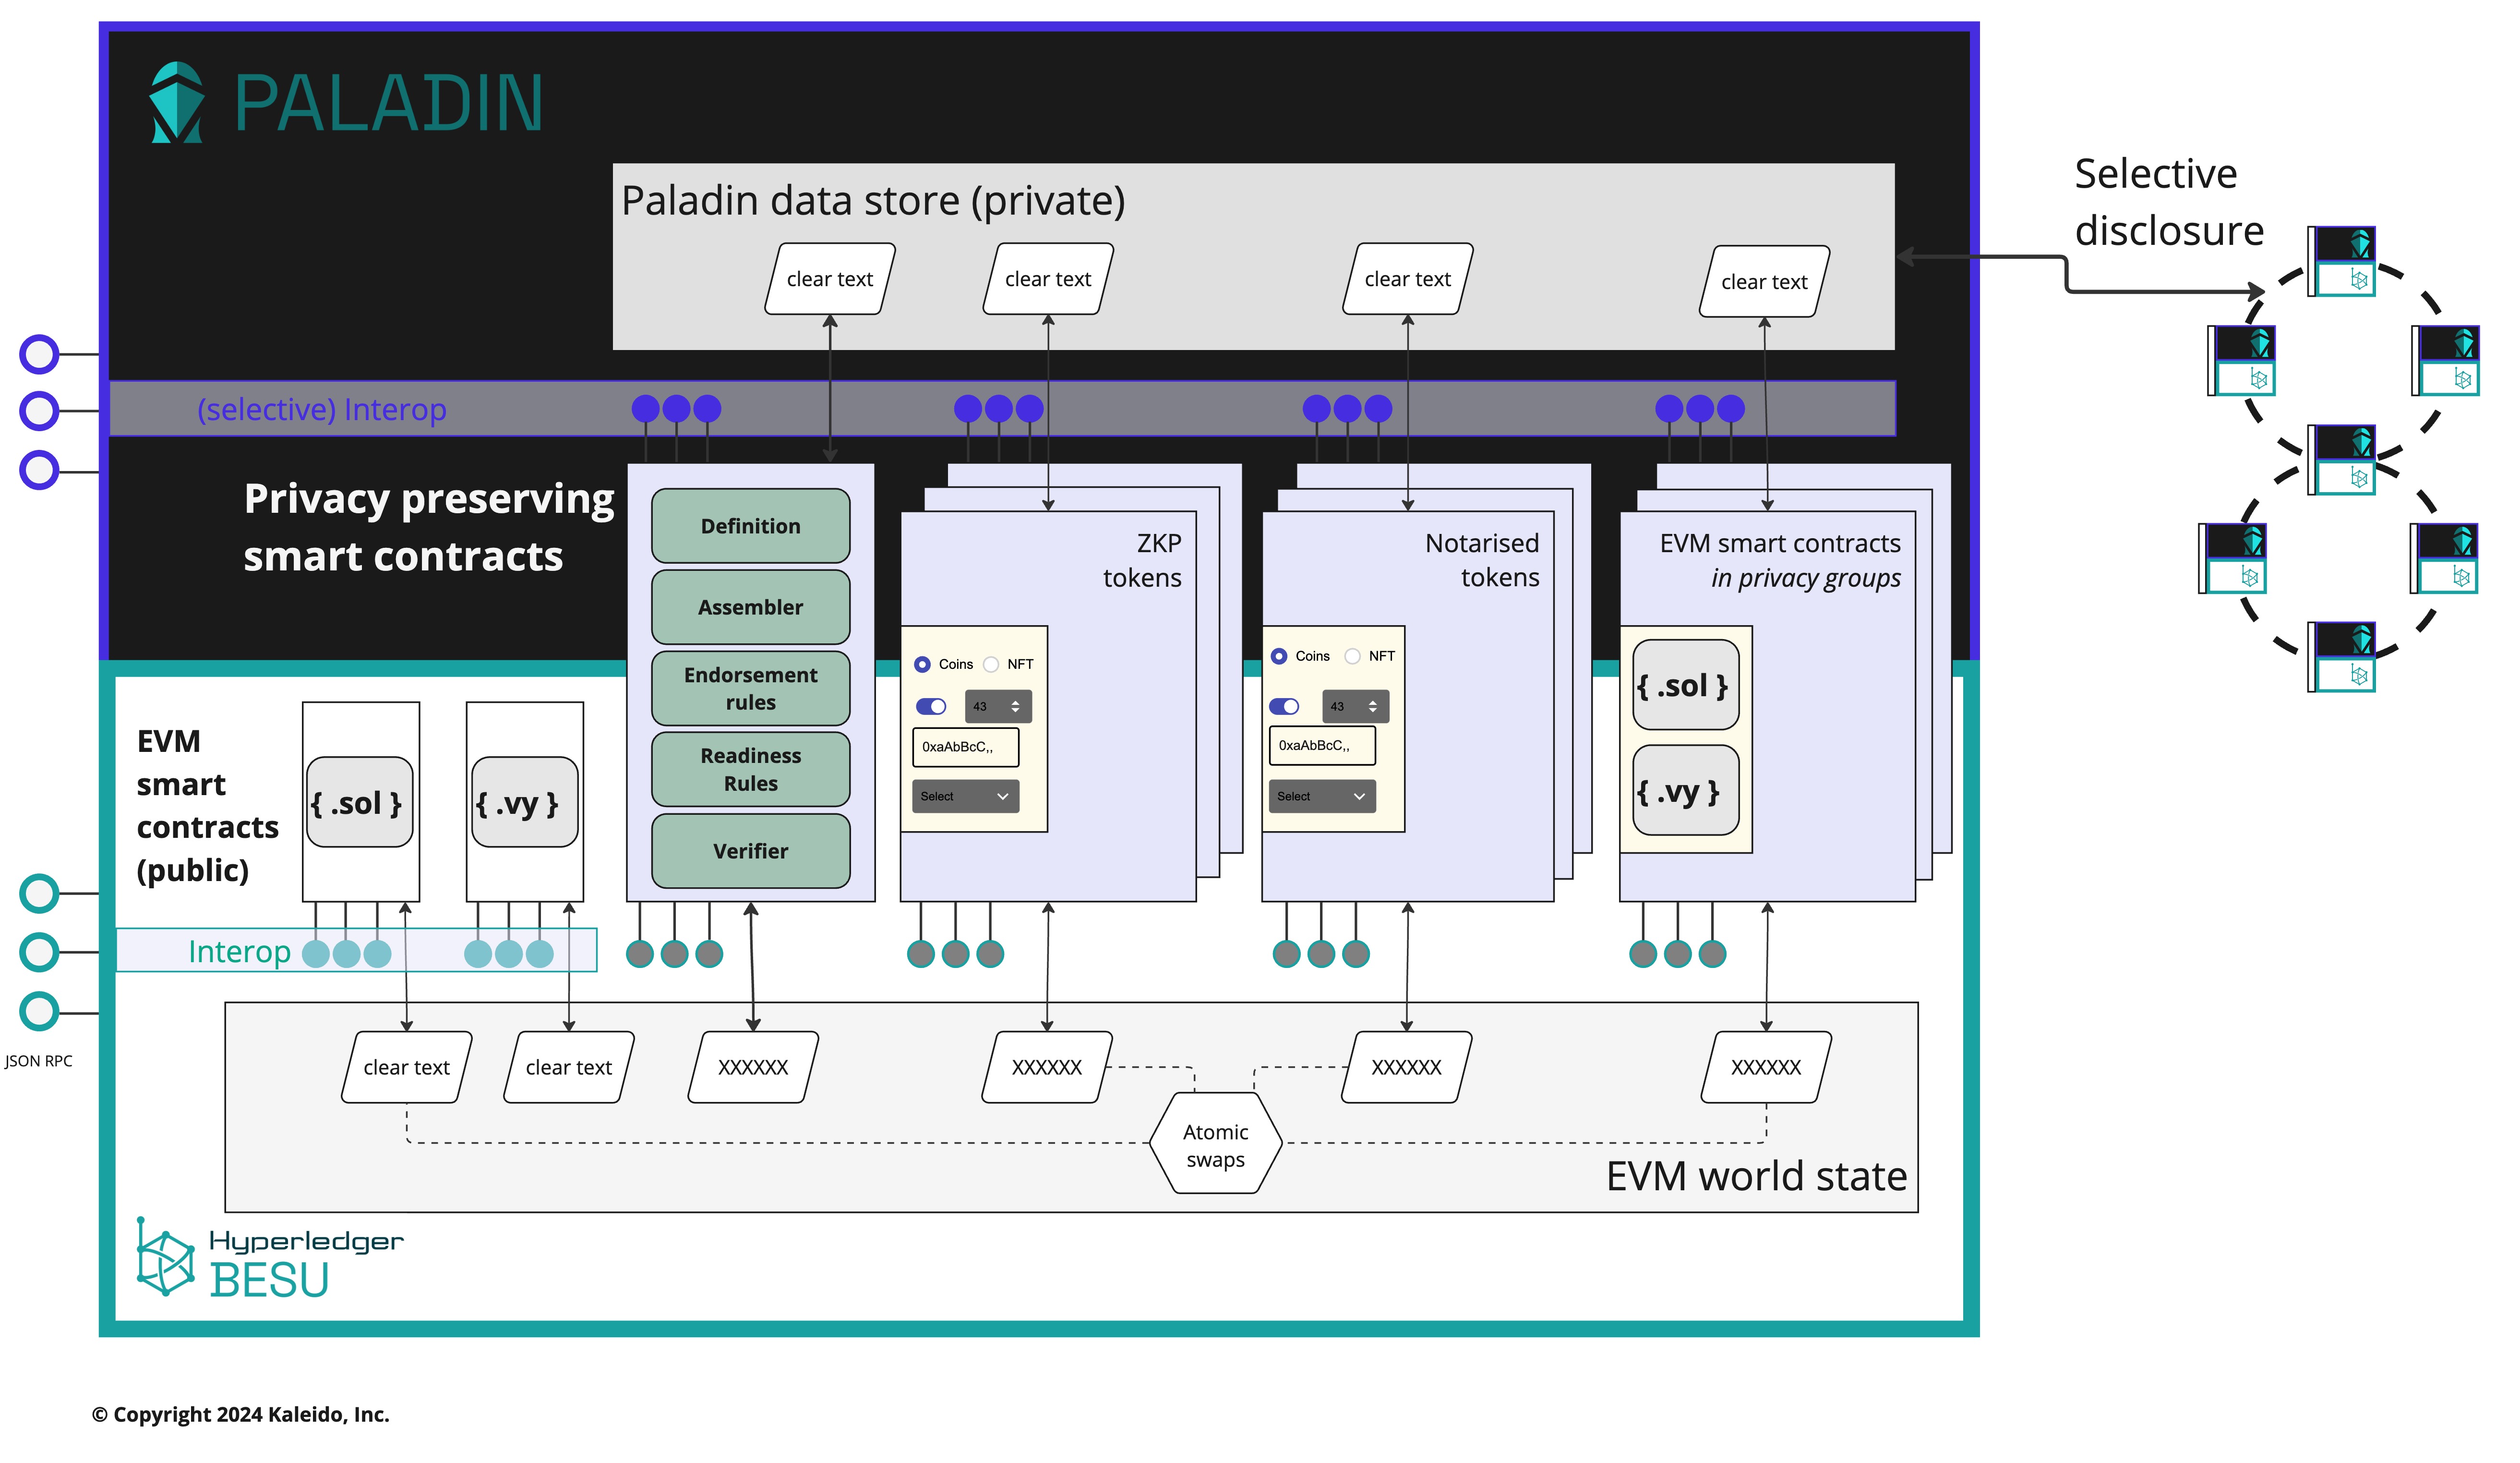 PALADIN
Paladin data store (private)
clear text
clear text
clear text
clear text
Selective
disclosure
(selective) Interop
Privacy preserving
smart contracts
Definition
Assembler
Endorsement
rules
Readiness
Rules
Verifier
ZKP
tokens
Coins
NFT
43
0xaAbBcC,,
Select
Notarised
tokens
Coins
NFT
43
0xaAbBcC,,
Select
EVM smart contracts
in privacy groups
{ .sol }
{ .vy }
EVM
smart
contracts
(public)
{ .sol }
{ .vy }
Interop
JSON RPC
clear text
clear text
XXXXXX
XXXXXX
XXXXXX
XXXXXX
Atomic
swaps
EVM world state
Hyperledger
BESU
© Copyright 2024 Kaleido, Inc.